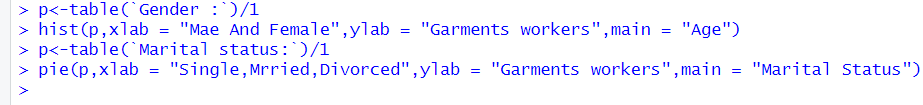 > p<-table(`Gender :`)/1
> hist(p,xlab = "Mae And Female",ylab = "Garments workers",main = "Age")
> p<-table(`Marital status:`)/1
> pie(p,xlab = "Single,Mrried,Divorced",ylab = "Garments workers",main = "Marital Status")
>